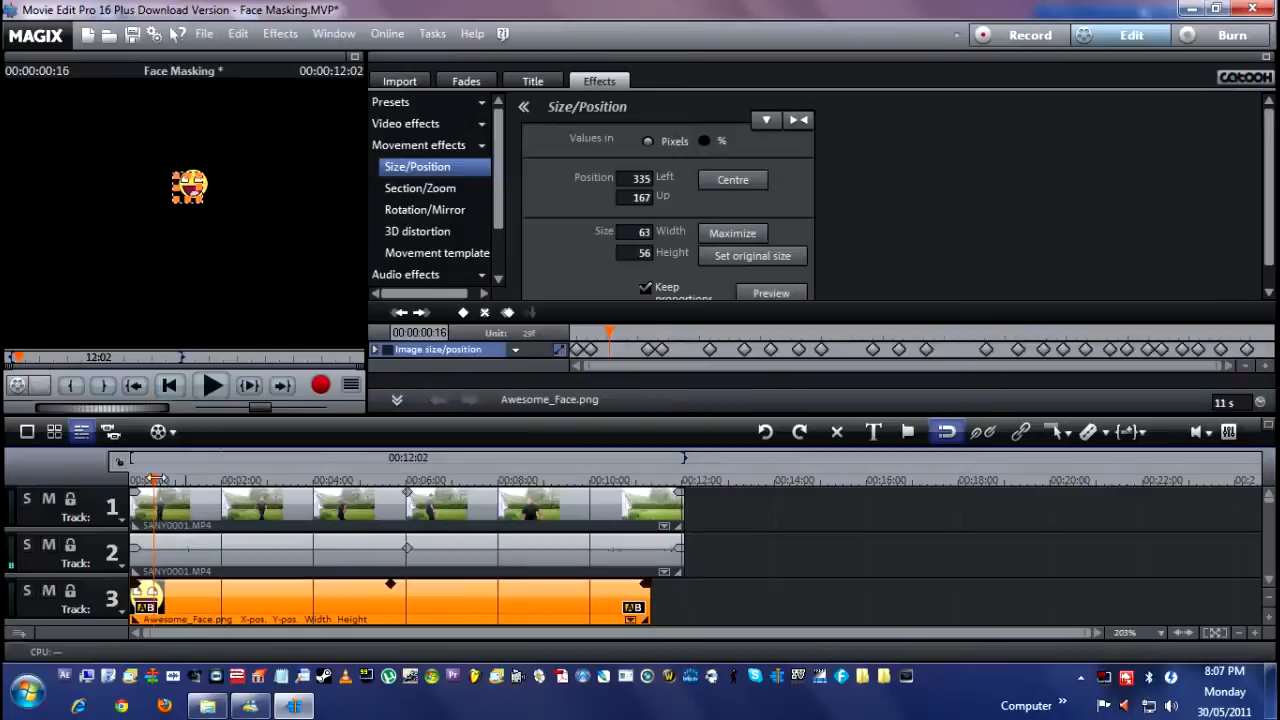 Movie Edit Pro 16 Plus Download Version - Face Masking.MVP*
MAGIX File Edit Effects Window Online Tasks Help Record Edit Burn
00:00:00:16 Face Masking * 00:00:12:02
Import Fades Title Effects CATOOH
Presets
Video effects
Movement effects
Size/Position
Section/Zoom
Rotation/Mirror
3D distortion
Movement template
Audio effects
Size/Position
Values in Pixels %
Position 335 Left Centre
167 Up
Size 63 Width Maximize
56 Height Set original size
Keep proportions Preview
00:00:00:16 Unit: 29f
Image size/position
12:02
Awesome_Face.png 11 s
00:12:02
00:02:00 00:04:00 00:06:00 00:08:00 00:10:00 00:12:00 00:14:00 00:16:00 00:18:00 00:20:00 00:22:00 00:2
S M 1
Track:
SANY0001.MP4
S M 2
Track:
SANY0001.MP4
S M 3
Track:
AB AB
Awesome_Face.png X-pos. Y-pos. Width Height
203%
CPU: —
8:07 PM
Monday
Computer 30/05/2011